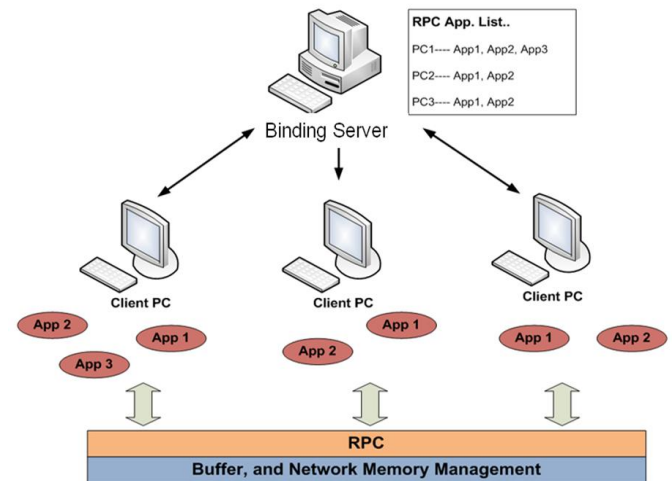 RPC App. List..
PC1---- App1, App2, App3
PC2---- App1, App2
PC3---- App1, App2
Binding Server
Client PC
Client PC
Client PC
App 2
App 1
App 3
App 1
App 2
App 1
App 2
RPC
Buffer, and Network Memory Management